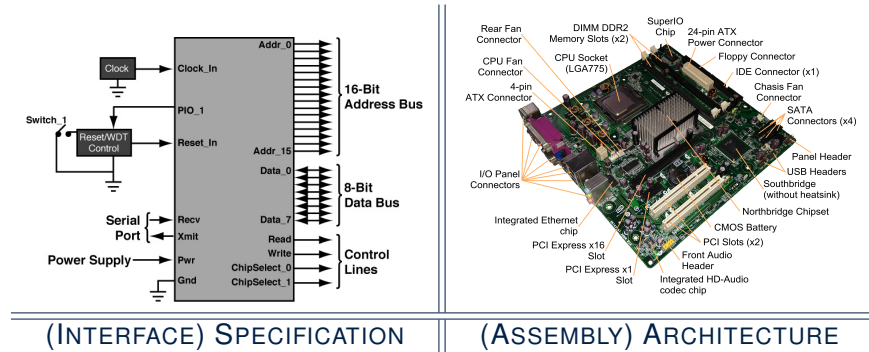 Addr_0
Clock
Clock_In
16-Bit
Address Bus
PIO_1
Switch_1
Reset/WDT
Control
Reset_In
Addr_15
Data_0
8-Bit
Data Bus
Serial
Port
Recv
Xmit
Data_7
Read
Write
Control
Lines
Power Supply
Pwr
ChipSelect_0
Gnd
ChipSelect_1
(INTERFACE) SPECIFICATION
Rear Fan
Connector
DIMM DDR2
Memory Slots (x2)
SuperIO
Chip
24-pin ATX
Power Connector
CPU Fan
Connector
CPU Socket
(LGA775)
Floppy Connector
IDE Connector (x1)
4-pin
ATX Connector
Chasis Fan
Connector
SATA
Connectors (x4)
Panel Header
USB Headers
I/O Panel
Connectors
Southbridge
(without heatsink)
Northbridge Chipset
Integrated Ethernet
chip
CMOS Battery
PCI Express x16
Slot
PCI Slots (x2)
PCI Express x1
Slot
Front Audio
Header
Integrated HD-Audio
codec chip
(ASSEMBLY) ARCHITECTURE